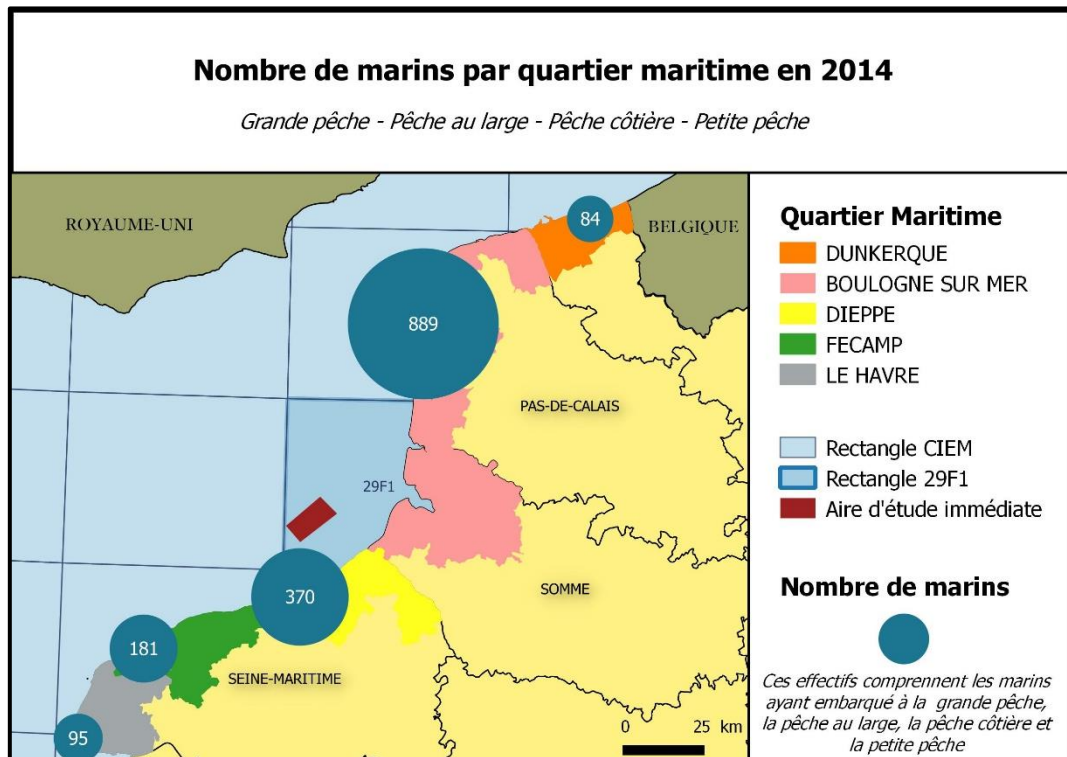 Nombre de marins par quartier maritime en 2014
Grande pêche - Pêche au large - Pêche côtière - Petite pêche
ROYAUME-UNI
84
BELGIQUE
889
PAS-DE-CALAIS
29F1
370
SOMME
181
SEINE-MARITIME
95
0 25 km
Quartier Maritime
DUNKERQUE
BOULOGNE SUR MER
DIEPPE
FECAMP
LE HAVRE
Rectangle CIEM
Rectangle 29F1
Aire d'étude immédiate
Nombre de marins
Ces effectifs comprennent les marins
ayant embarqué à la grande pêche,
la pêche au large, la pêche côtière et
la petite pêche